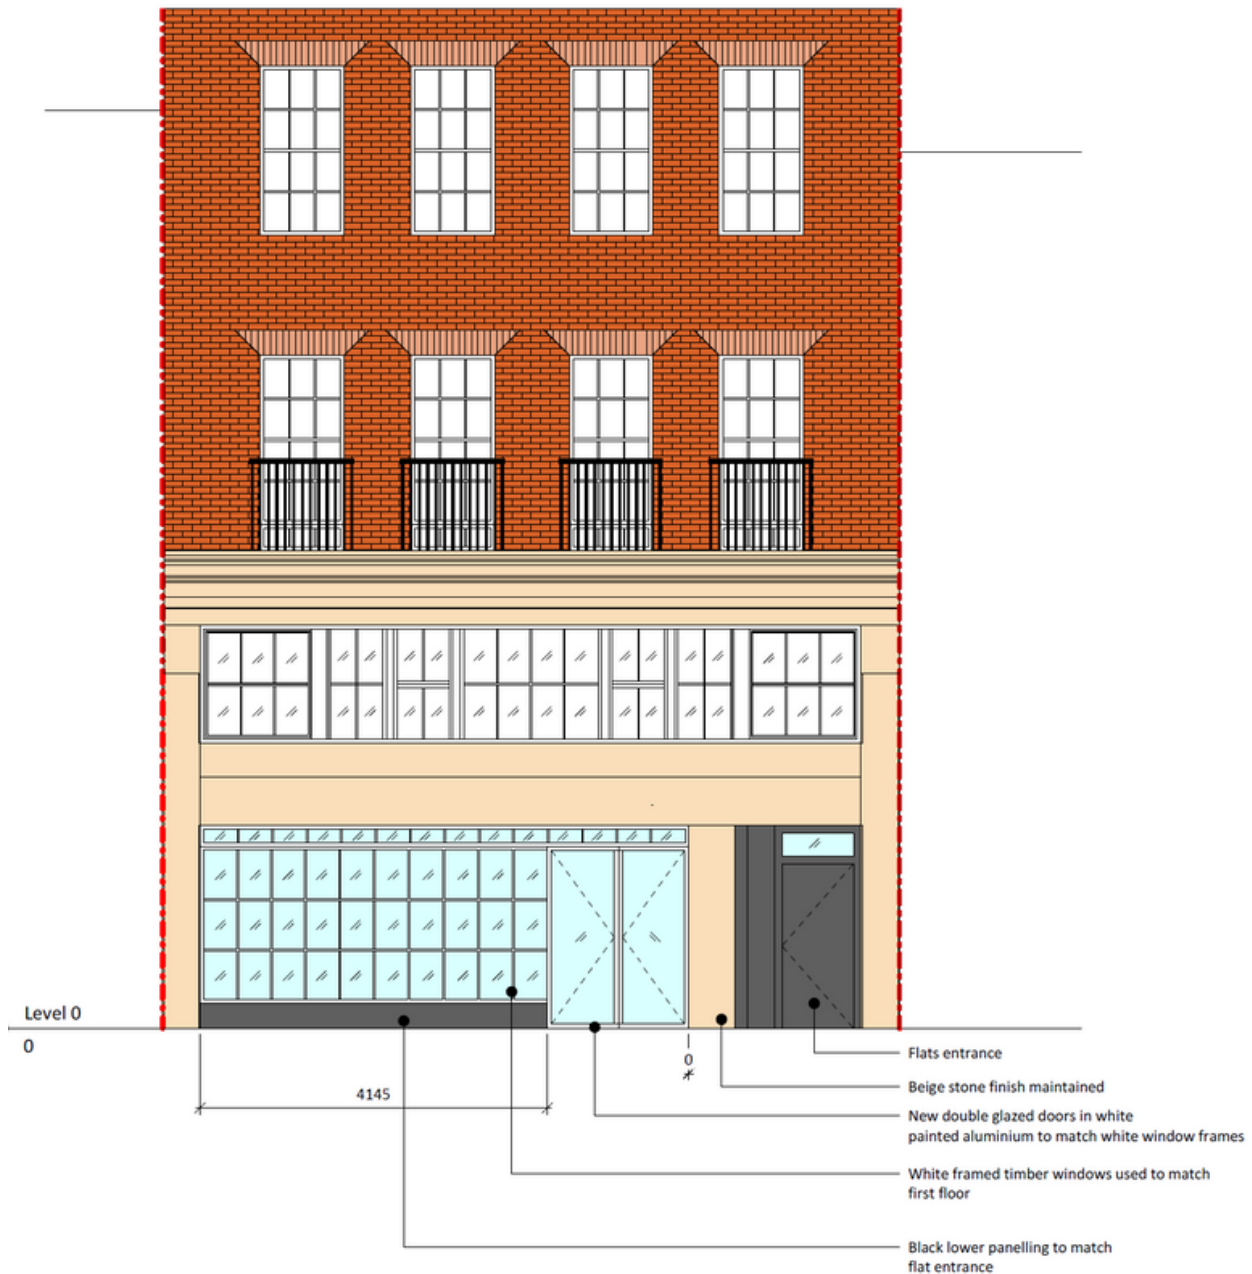 Level 0
0
0
4145
Flats entrance
Beige stone finish maintained
New double glazed doors in white
painted aluminium to match white window frames
White framed timber windows used to match
first floor
Black lower panelling to match
flat entrance